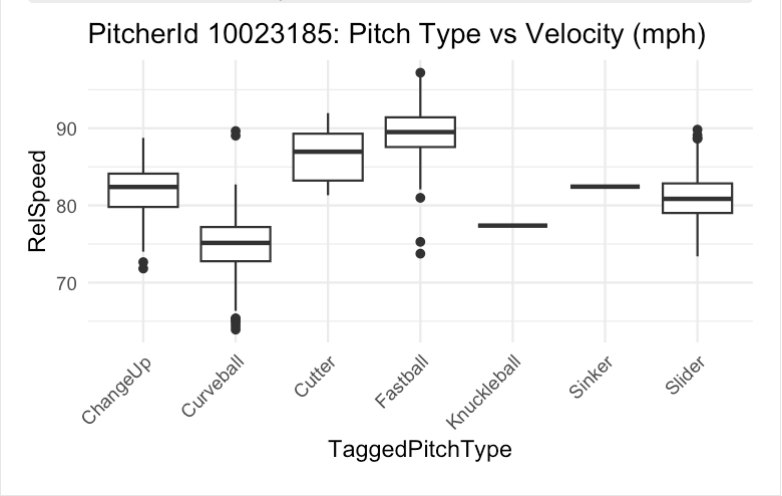 PitcherId 10023185: Pitch Type vs Velocity (mph)
RelSpeed
90
80
70
ChangeUp
Curveball
Cutter
Fastball
Knuckleball
Sinker
Slider
TaggedPitchType